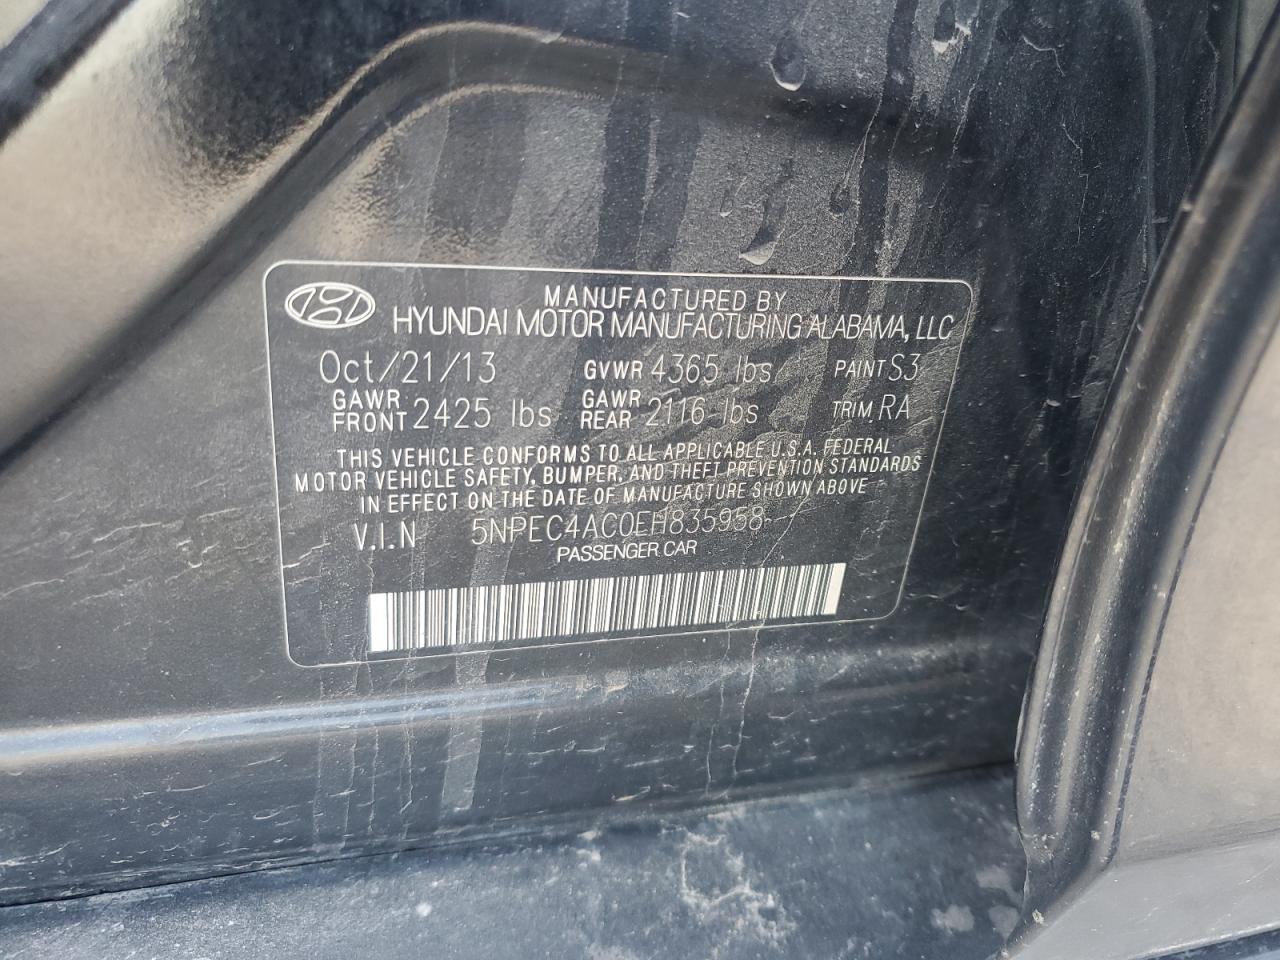 MANUFACTURED BY
HYUNDAI MOTOR MANUFACTURING ALABAMA, LLC
Oct/21/13 GVWR 4365 lbs PAINT S3
GAWR FRONT 2425 lbs GAWR REAR 2116 lbs TRIM RA
THIS VEHICLE CONFORMS TO ALL APPLICABLE U.S.A. FEDERAL
MOTOR VEHICLE SAFETY, BUMPER, AND THEFT PREVENTION STANDARDS
IN EFFECT ON THE DATE OF MANUFACTURE SHOWN ABOVE
V.I.N 5NPEC4AC0EH835958
PASSENGER CAR